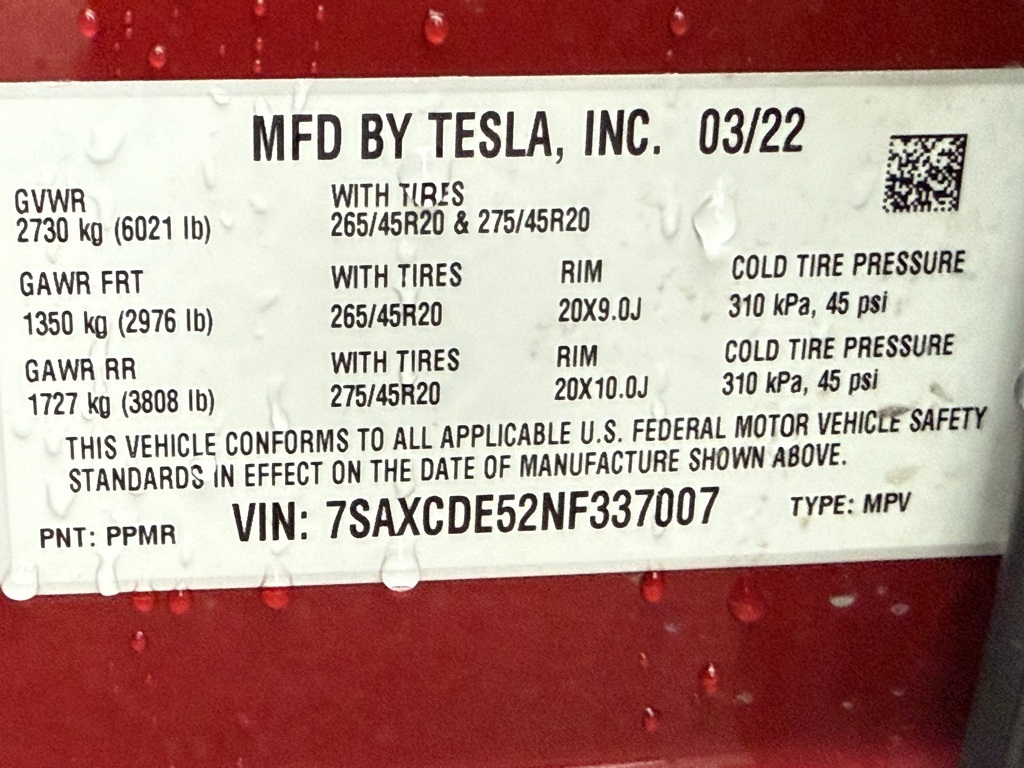 MFD BY TESLA, INC. 03/22
GVWR WITH TIRES
2730 kg (6021 lb) 265/45R20 & 275/45R20
GAWR FRT WITH TIRES RIM COLD TIRE PRESSURE
1350 kg (2976 lb) 265/45R20 20X9.0J 310 kPa, 45 psi
GAWR RR WITH TIRES RIM COLD TIRE PRESSURE
1727 kg (3808 lb) 275/45R20 20X10.0J 310 kPa, 45 psi
THIS VEHICLE CONFORMS TO ALL APPLICABLE U.S. FEDERAL MOTOR VEHICLE SAFETY
STANDARDS IN EFFECT ON THE DATE OF MANUFACTURE SHOWN ABOVE.
PNT: PPMR VIN: 7SAXCDE52NF337007 TYPE: MPV